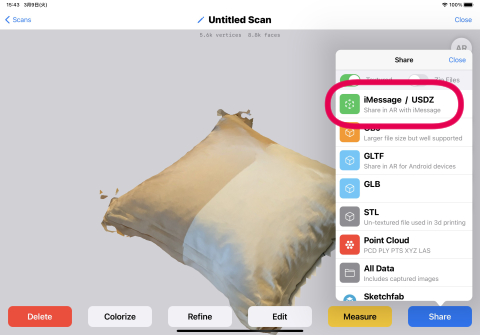 15:43 3月9日(火)
100%
Scans
Untitled Scan
Close
5.6k vertices 8.8k faces
AR
Share
Close
Textured
Zip Files
iMessage / USDZ
Share in AR with iMessage
OBJ
Larger file size but well supported
GLTF
Share in AR for Android devices
GLB
STL
Un-textured file used in 3d printing
Point Cloud
PCD PLY PTS XYZ LAS
All Data
Includes captured images
Sketchfab
Delete
Colorize
Refine
Edit
Measure
Share